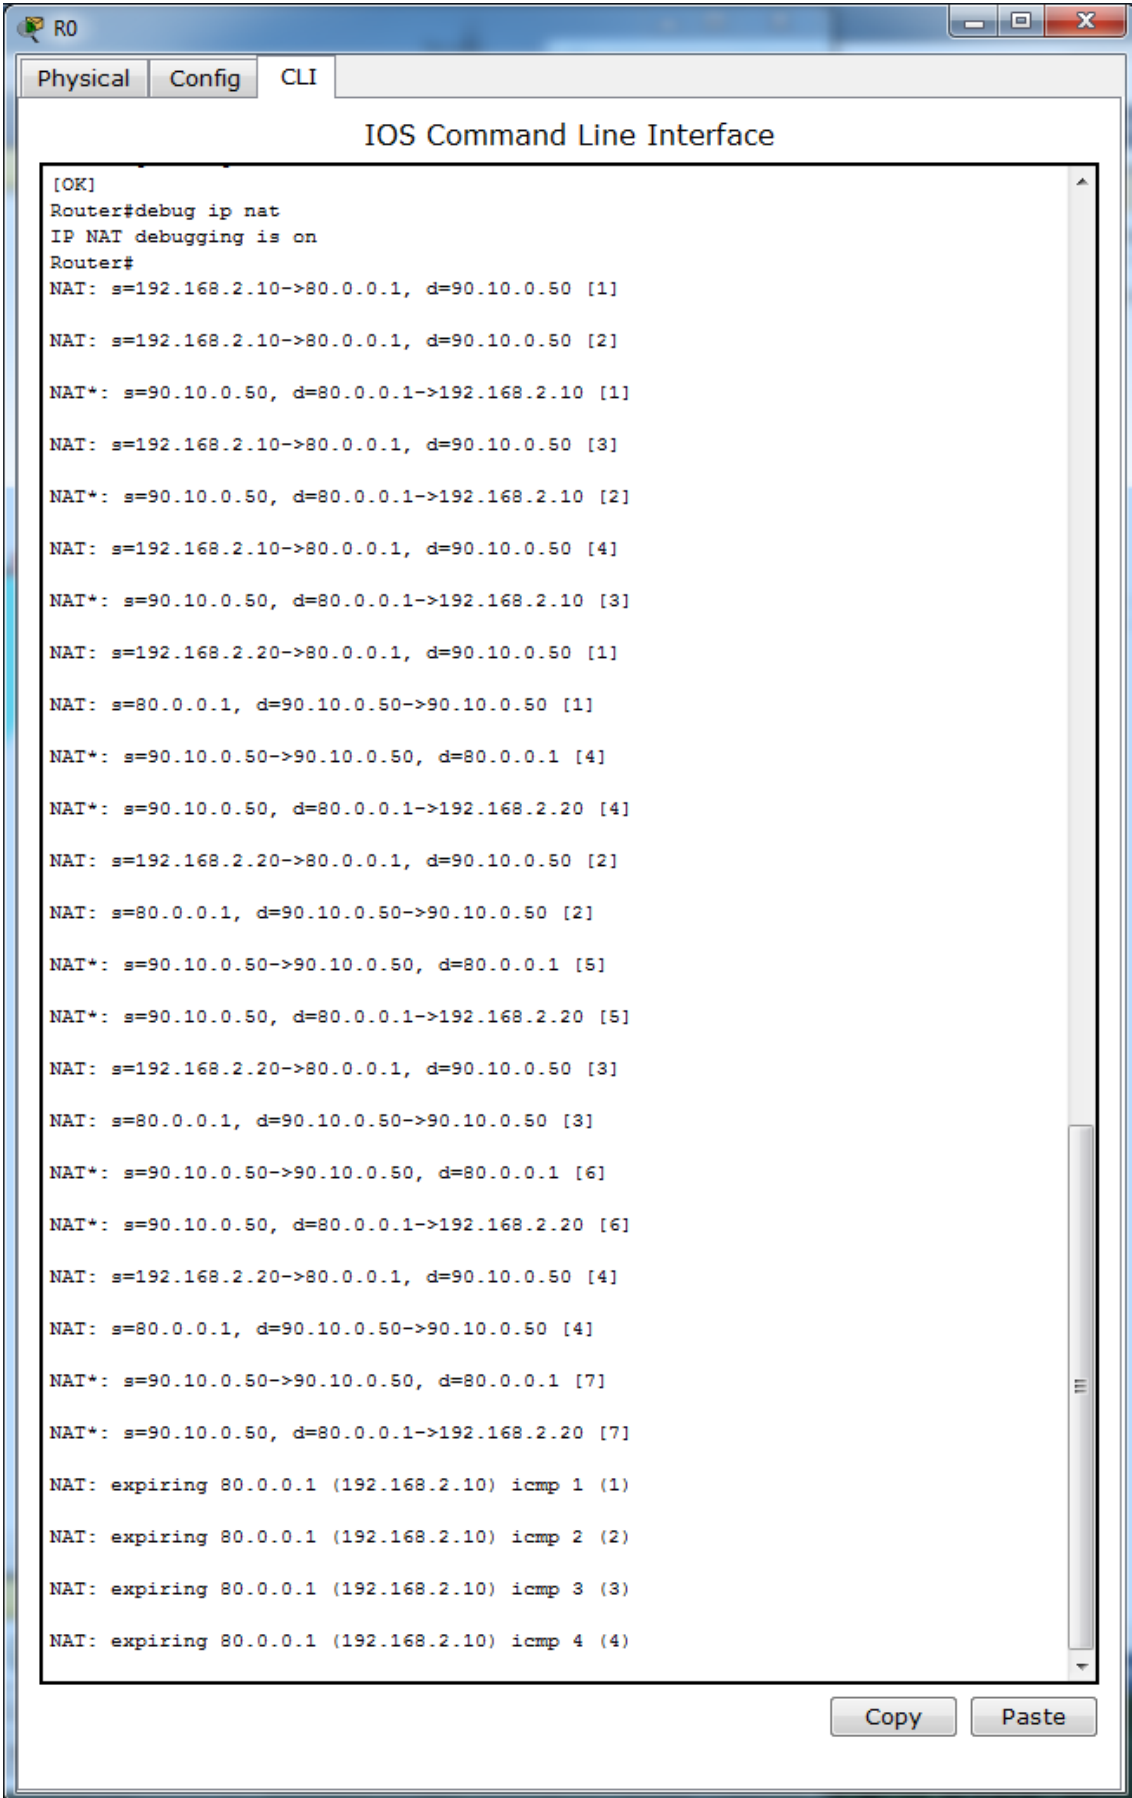 R0
Physical Config CLI
IOS Command Line Interface
[OK]
Router#debug ip nat
IP NAT debugging is on
Router#
NAT: s=192.168.2.10->80.0.0.1, d=90.10.0.50 [1]
NAT: s=192.168.2.10->80.0.0.1, d=90.10.0.50 [2]
NAT*: s=90.10.0.50, d=80.0.0.1->192.168.2.10 [1]
NAT: s=192.168.2.10->80.0.0.1, d=90.10.0.50 [3]
NAT*: s=90.10.0.50, d=80.0.0.1->192.168.2.10 [2]
NAT: s=192.168.2.10->80.0.0.1, d=90.10.0.50 [4]
NAT*: s=90.10.0.50, d=80.0.0.1->192.168.2.10 [3]
NAT: s=192.168.2.20->80.0.0.1, d=90.10.0.50 [1]
NAT: s=80.0.0.1, d=90.10.0.50->90.10.0.50 [1]
NAT*: s=90.10.0.50->90.10.0.50, d=80.0.0.1 [4]
NAT*: s=90.10.0.50, d=80.0.0.1->192.168.2.20 [4]
NAT: s=192.168.2.20->80.0.0.1, d=90.10.0.50 [2]
NAT: s=80.0.0.1, d=90.10.0.50->90.10.0.50 [2]
NAT*: s=90.10.0.50->90.10.0.50, d=80.0.0.1 [5]
NAT*: s=90.10.0.50, d=80.0.0.1->192.168.2.20 [5]
NAT: s=192.168.2.20->80.0.0.1, d=90.10.0.50 [3]
NAT: s=80.0.0.1, d=90.10.0.50->90.10.0.50 [3]
NAT*: s=90.10.0.50->90.10.0.50, d=80.0.0.1 [6]
NAT*: s=90.10.0.50, d=80.0.0.1->192.168.2.20 [6]
NAT: s=192.168.2.20->80.0.0.1, d=90.10.0.50 [4]
NAT: s=80.0.0.1, d=90.10.0.50->90.10.0.50 [4]
NAT*: s=90.10.0.50->90.10.0.50, d=80.0.0.1 [7]
NAT*: s=90.10.0.50, d=80.0.0.1->192.168.2.20 [7]
NAT: expiring 80.0.0.1 (192.168.2.10) icmp 1 (1)
NAT: expiring 80.0.0.1 (192.168.2.10) icmp 2 (2)
NAT: expiring 80.0.0.1 (192.168.2.10) icmp 3 (3)
NAT: expiring 80.0.0.1 (192.168.2.10) icmp 4 (4)
Copy Paste